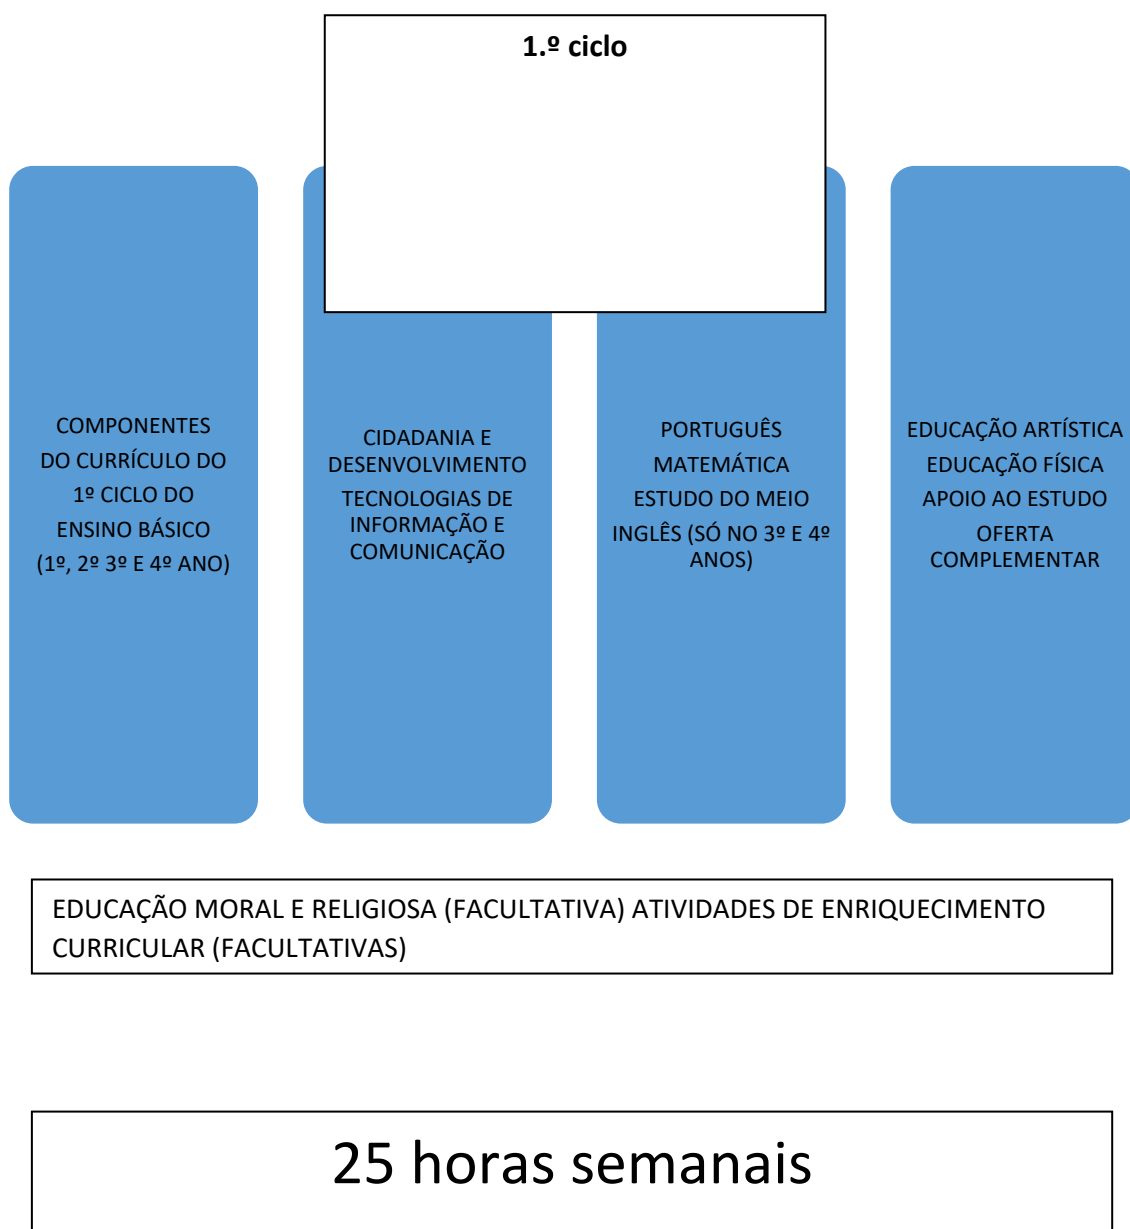 1.º ciclo
COMPONENTES
DO CURRÍCULO DO
1º CICLO DO
ENSINO BÁSICO
(1º, 2º 3º E 4º ANO)
CIDADANIA E
DESENVOLVIMENTO
TECNOLOGIAS DE
INFORMAÇÃO E
COMUNICAÇÃO
PORTUGUÊS
MATEMÁTICA
ESTUDO DO MEIO
INGLÊS (SÓ NO 3º E 4º
ANOS)
EDUCAÇÃO ARTÍSTICA
EDUCAÇÃO FÍSICA
APOIO AO ESTUDO
OFERTA
COMPLEMENTAR
EDUCAÇÃO MORAL E RELIGIOSA (FACULTATIVA) ATIVIDADES DE ENRIQUECIMENTO
CURRICULAR (FACULTATIVAS)
25 horas semanais